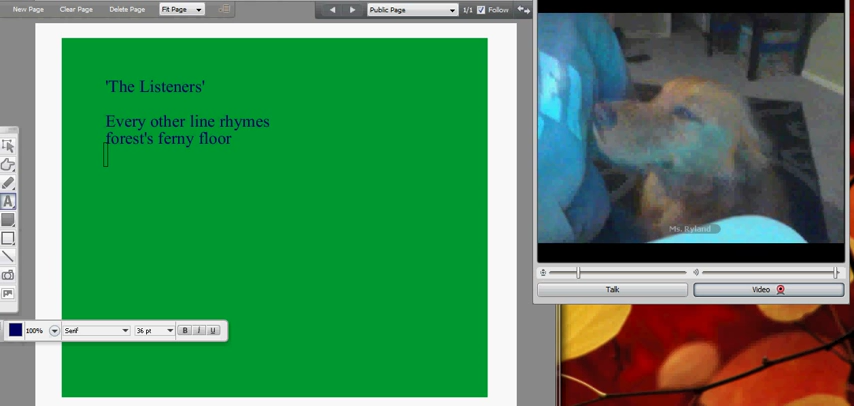 New Page Clear Page Delete Page Fit Page Public Page 1/1 Follow
'The Listeners'
Every other line rhymes
forest's ferny floor
A
Ms. Ryland
Talk Video
100% Serif 36 pt B i U